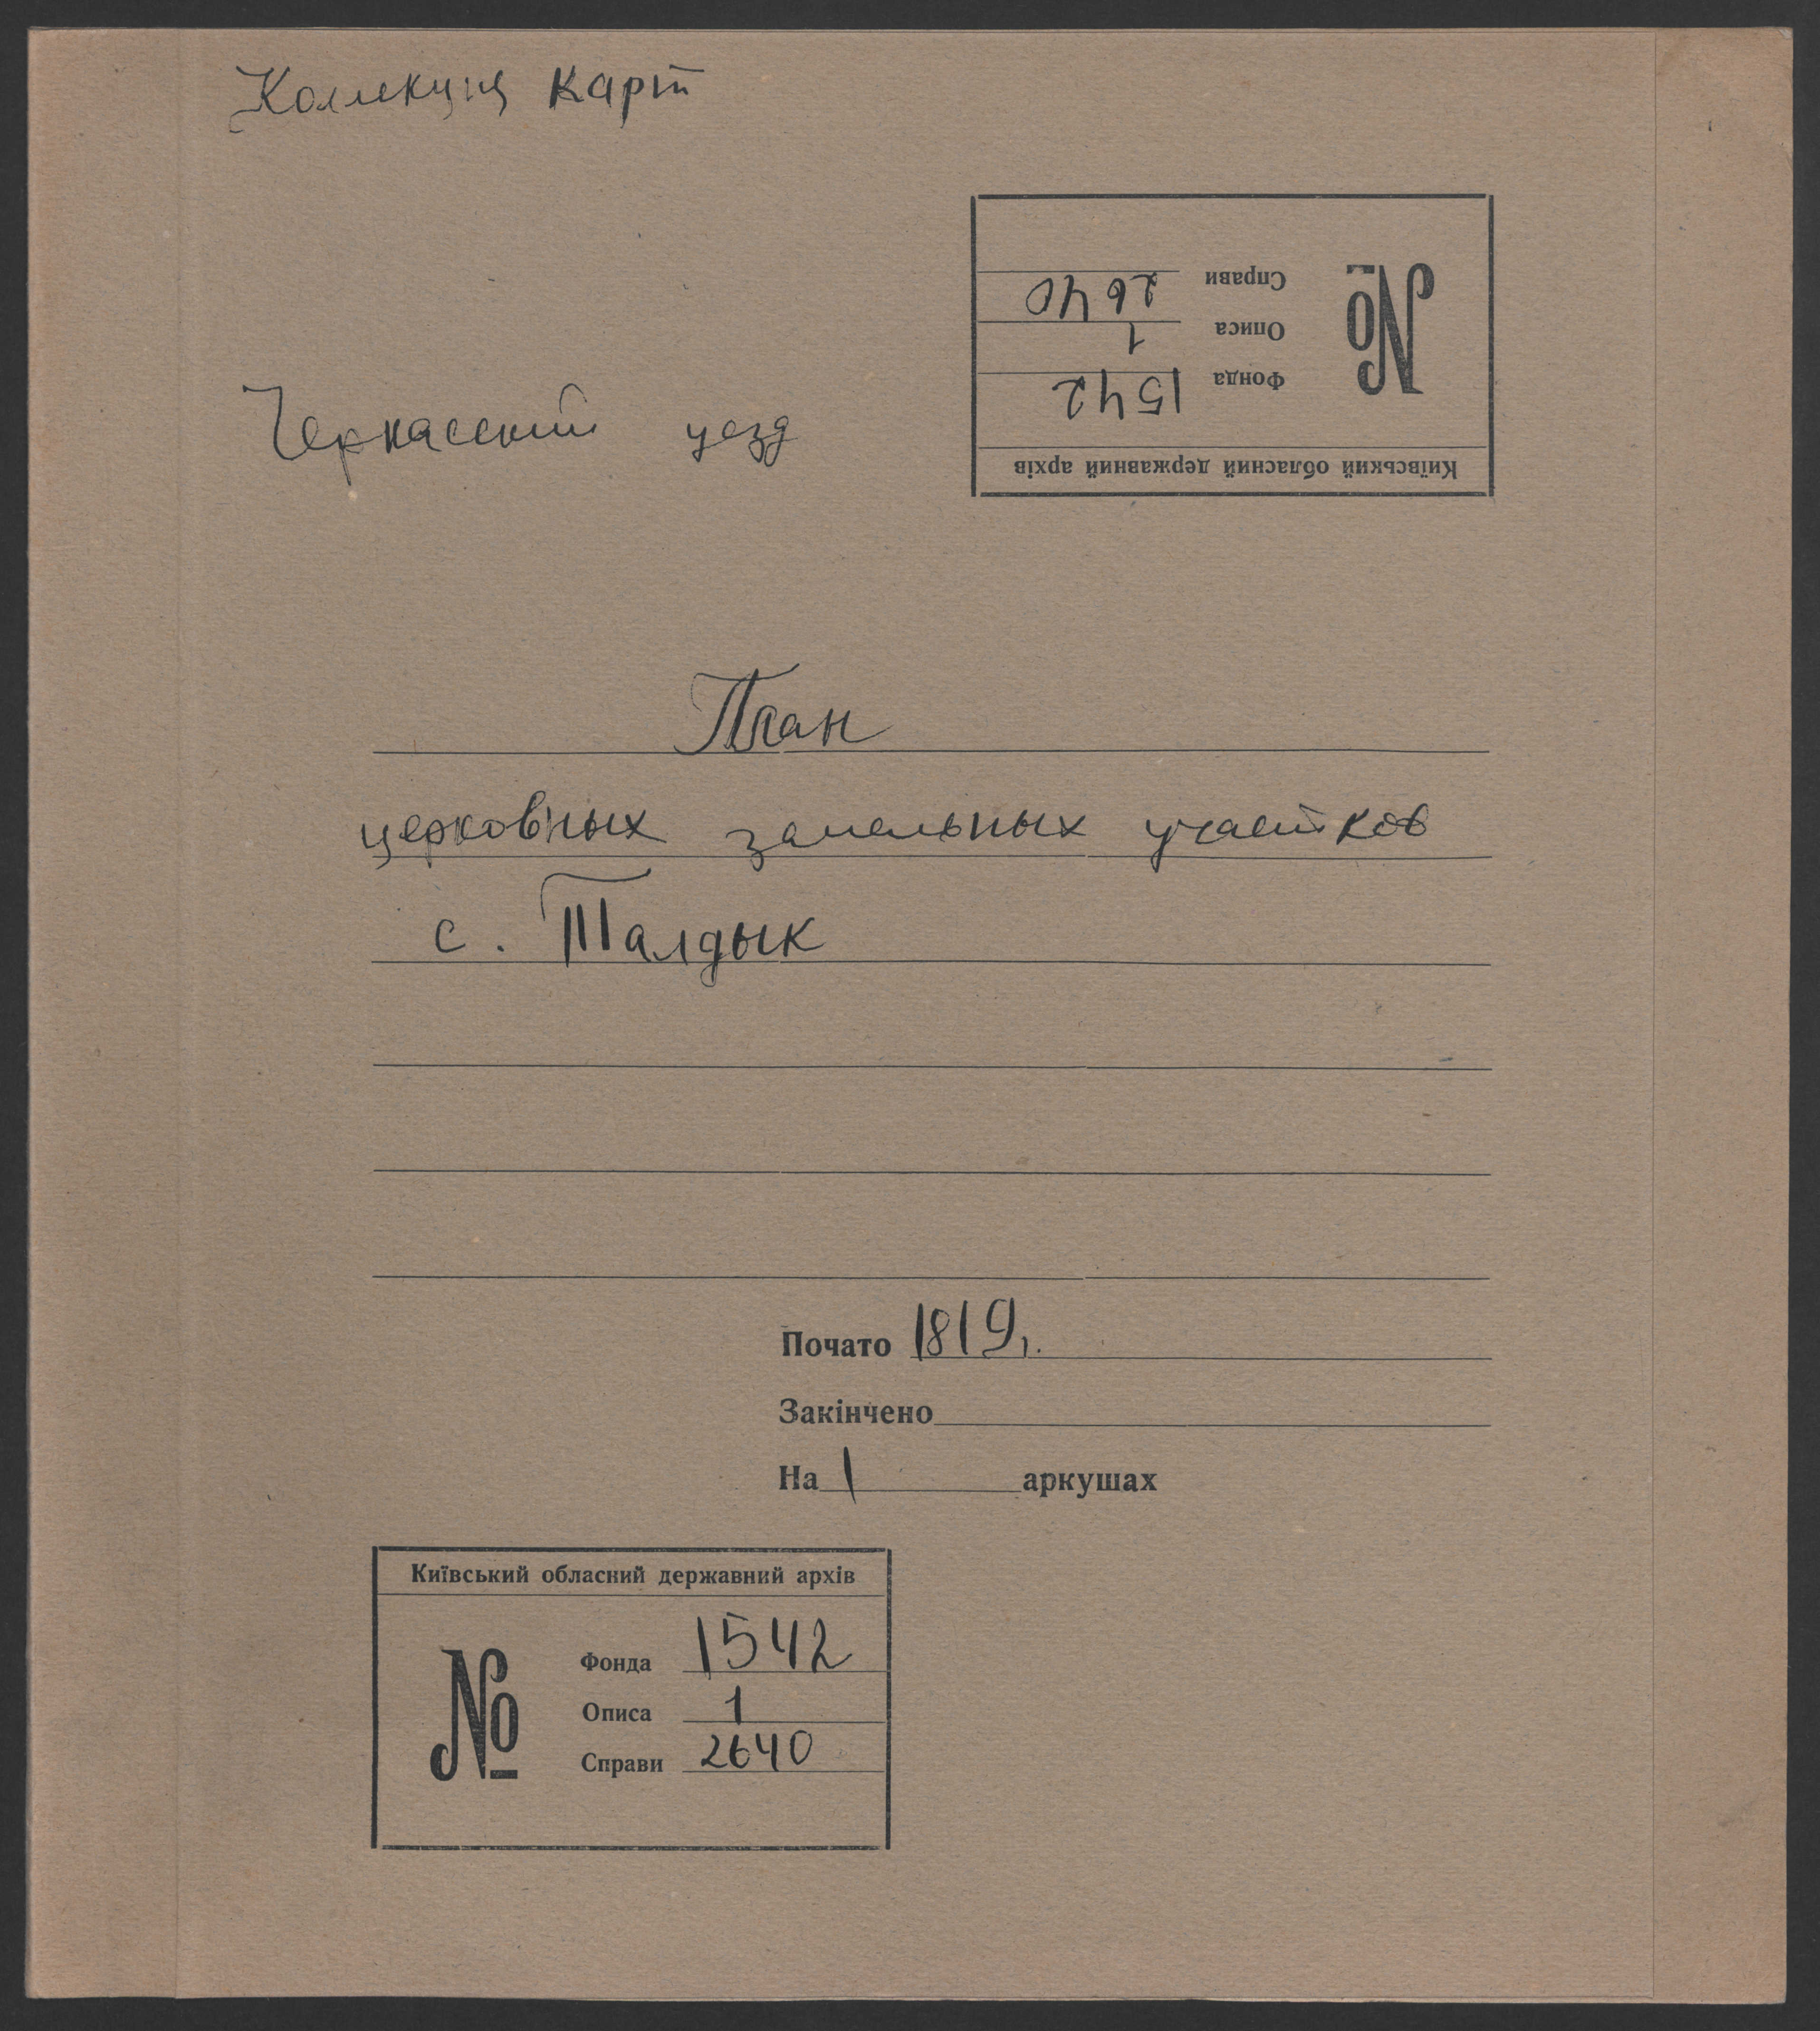 Коллекция карт
Справи 2640
Описа 1
Фонда 1542
№
Київський обласний державний архів
Черкасский уезд
План
церковных земельных участков
с. Талдык
Почато 1819г.
Закінчено
На 1 аркушах
Київський обласний державний архів
№
Фонда 1542
Описа 1
Справи 2640